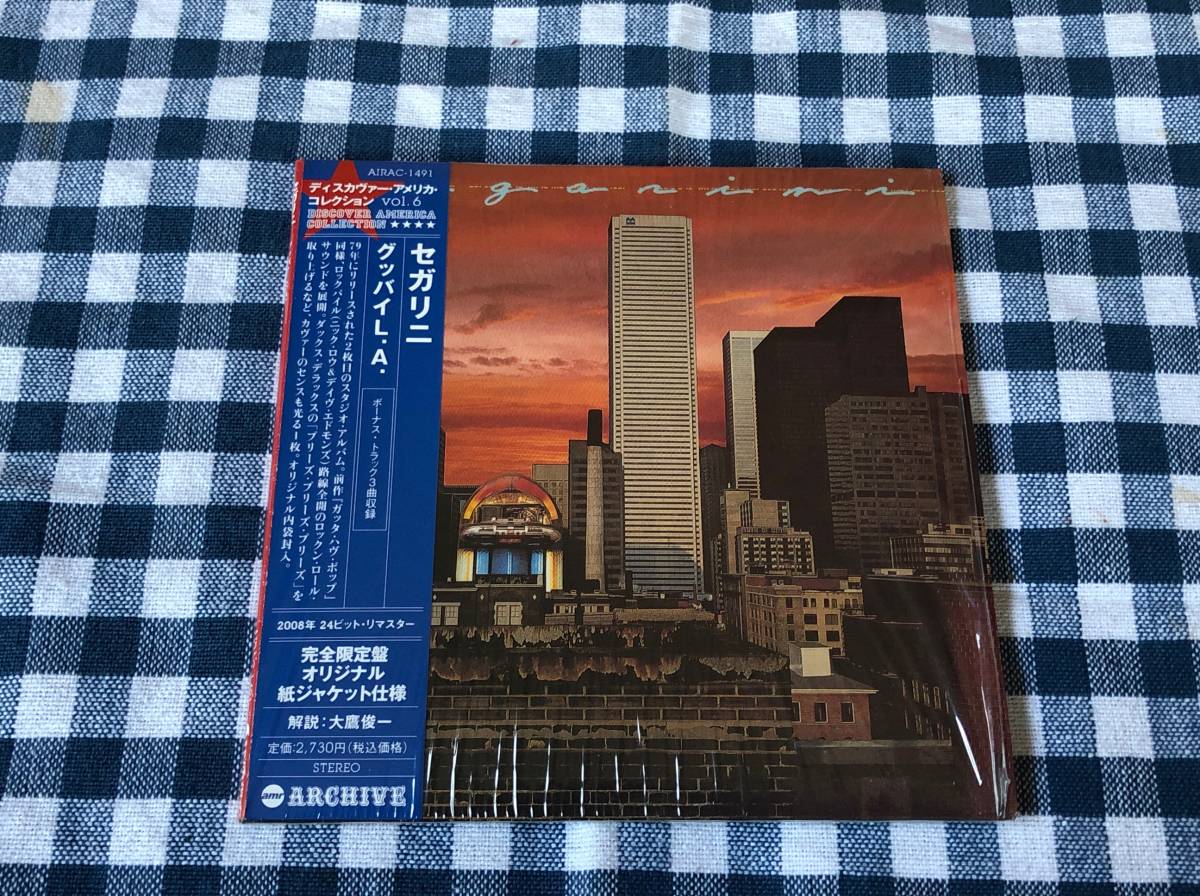 AIRAC-1491
ディスカヴァー・アメリカ・
コレクション vol.6
DISCOVER AMERICA
COLLECTION ★★★★
セガリニ
グッバイL.A.
ボーナス・トラック3曲収録
79年にリリースされた2枚目のスタジオ・アルバム。前作「ガッタ・ハヴ・ポップ」
同様、ロックパイル(ニック・ロウ&デイヴ・エドモンズ)路線全開のロックンロール・
サウンドを展開。ダックス・デラックスの「プリーズ・プリーズ・プリーズ」を
取り上げるなど、カヴァーのセンスも光る1枚。オリジナル内袋封入。
2008年 24ビット・リマスター
完全限定盤
オリジナル
紙ジャケット仕様
解説:大鷹俊一
定価:2,730円(税込価格)
STEREO
amr ARCHIVE
garini